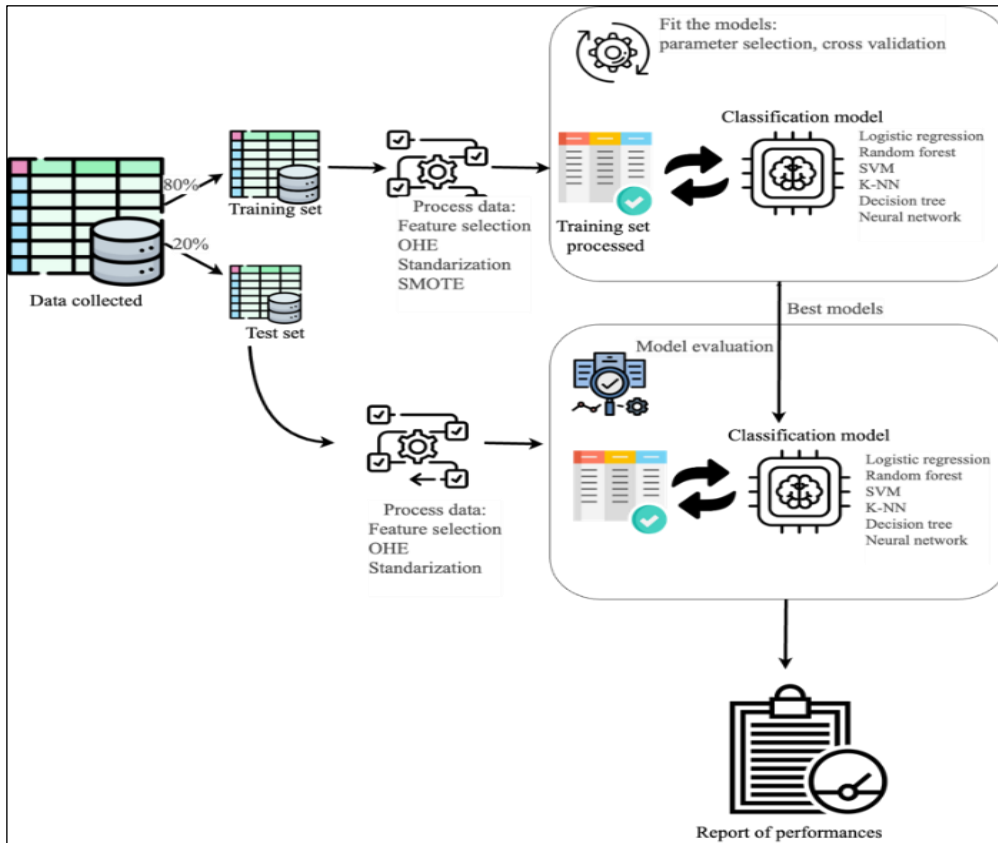 Fit the models:
parameter selection, cross validation
80%
Training set
Process data:
Feature selection
OHE
Standarization
SMOTE
Training set
processed
Classification model
Logistic regression
Random forest
SVM
K-NN
Decision tree
Neural network
Data collected
20%
Test set
Best models
Process data:
Feature selection
OHE
Standarization
Model evaluation
Classification model
Logistic regression
Random forest
SVM
K-NN
Decision tree
Neural network
Report of performances